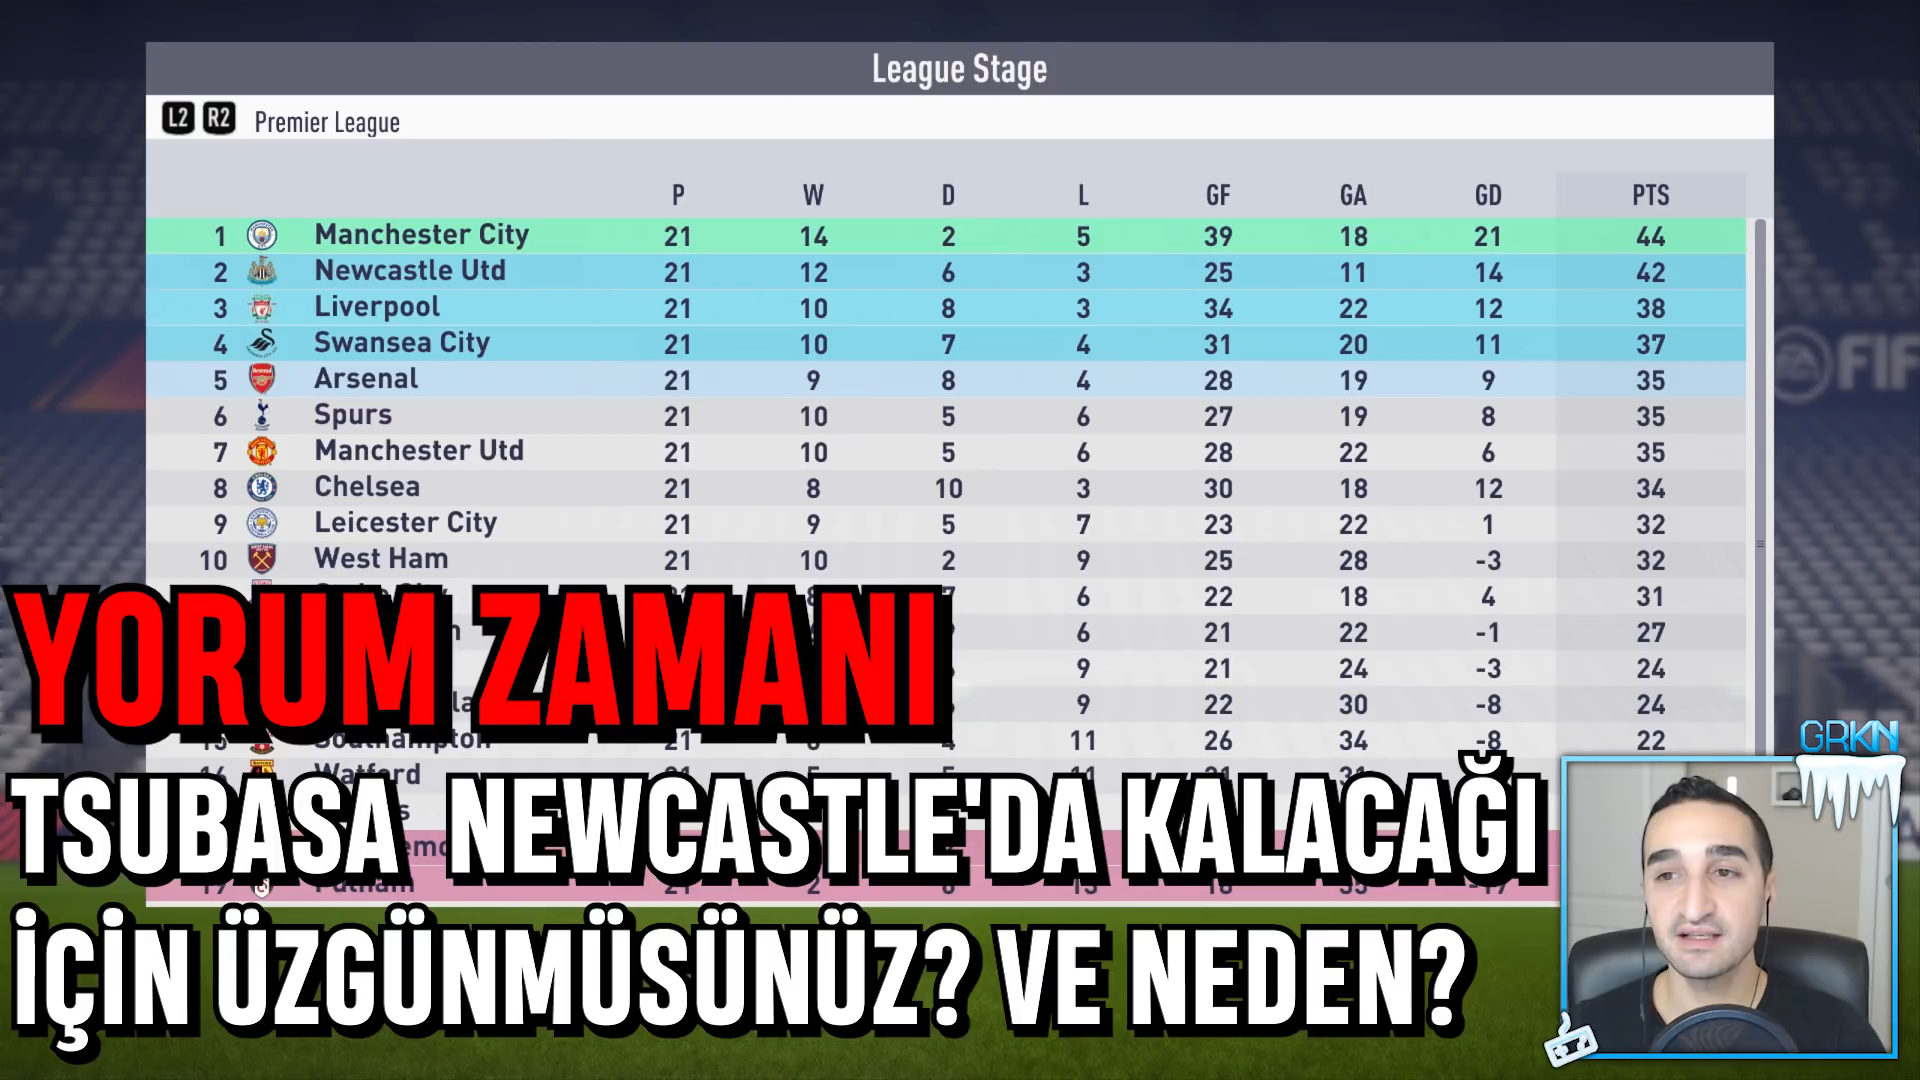 League Stage
L2 R2 Premier League
P W D L GF GA GD PTS
1 Manchester City 21 14 2 5 39 18 21 44
2 Newcastle Utd 21 12 6 3 25 11 14 42
3 Liverpool 21 10 8 3 34 22 12 38
4 Swansea City 21 10 7 4 31 20 11 37
5 Arsenal 21 9 8 4 28 19 9 35
6 Spurs 21 10 5 6 27 19 8 35
7 Manchester Utd 21 10 5 6 28 22 6 35
8 Chelsea 21 8 10 3 30 18 12 34
9 Leicester City 21 9 5 7 23 22 1 32
10 West Ham 21 10 2 9 25 28 -3 32
6 22 18 4 31
6 21 22 -1 27
9 21 24 -3 24
9 22 30 -8 24
Southampton 21 11 26 34 -8 22
Watford
YORUM ZAMANI
TSUBASA NEWCASTLE'DA KALACAĞI
İÇİN ÜZGÜNMÜSÜNÜZ? VE NEDEN?
GRKN
FIF